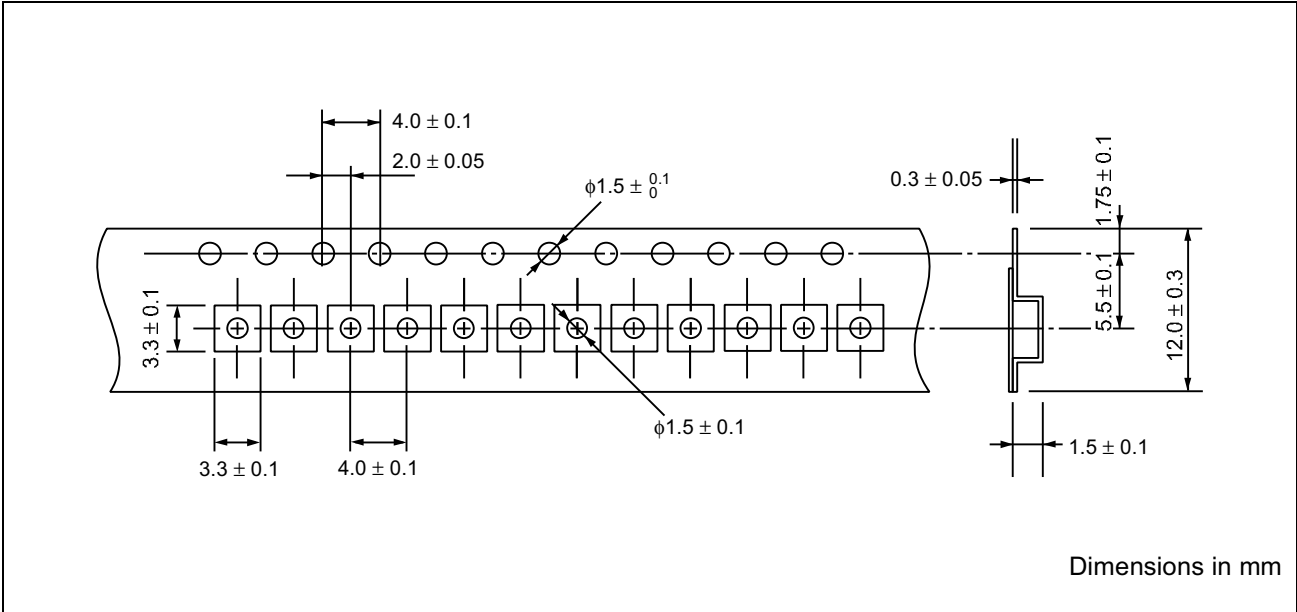 4.0 ± 0.1
2.0 ± 0.05
ϕ1.5 ± 0.1 0
0.3 ± 0.05
1.75 ± 0.1
3.3 ± 0.1
5.5 ± 0.1
12.0 ± 0.3
ϕ1.5 ± 0.1
3.3 ± 0.1
4.0 ± 0.1
1.5 ± 0.1
Dimensions in mm